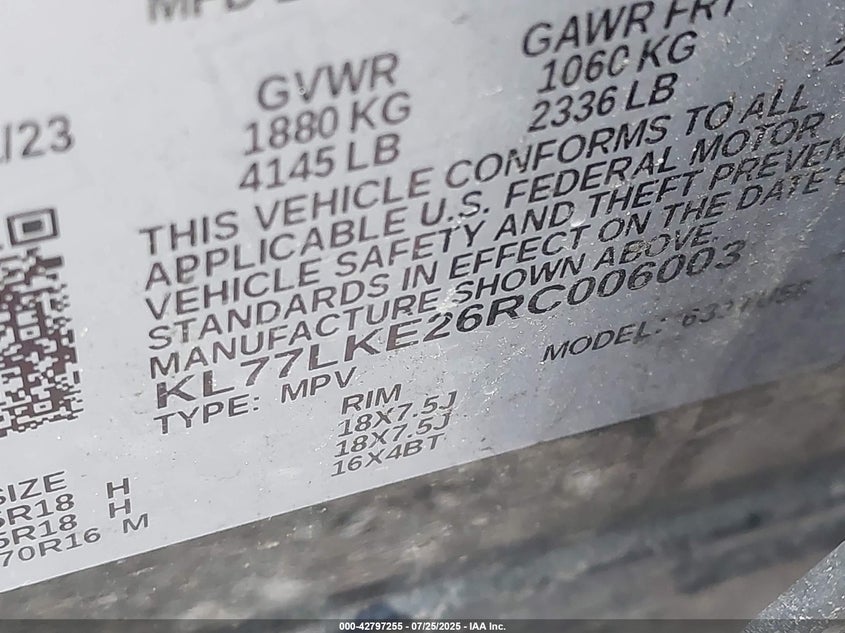 GVWR
1880 KG
4145 LB
GAWR FRT
1060 KG
2336 LB
/23
THIS VEHICLE CONFORMS TO ALL
APPLICABLE U.S. FEDERAL MOTOR
VEHICLE SAFETY AND THEFT PREVEN
STANDARDS IN EFFECT ON THE DATE O
MANUFACTURE SHOWN ABOVE.
KL77LKE26RC006003
TYPE: MPV
MODEL:
RIM
18X7.5J
18X7.5J
16X4BT
SIZE
5R18 H
5R18 H
70R16 M
000-42797255 - 07/25/2025 - IAA Inc.